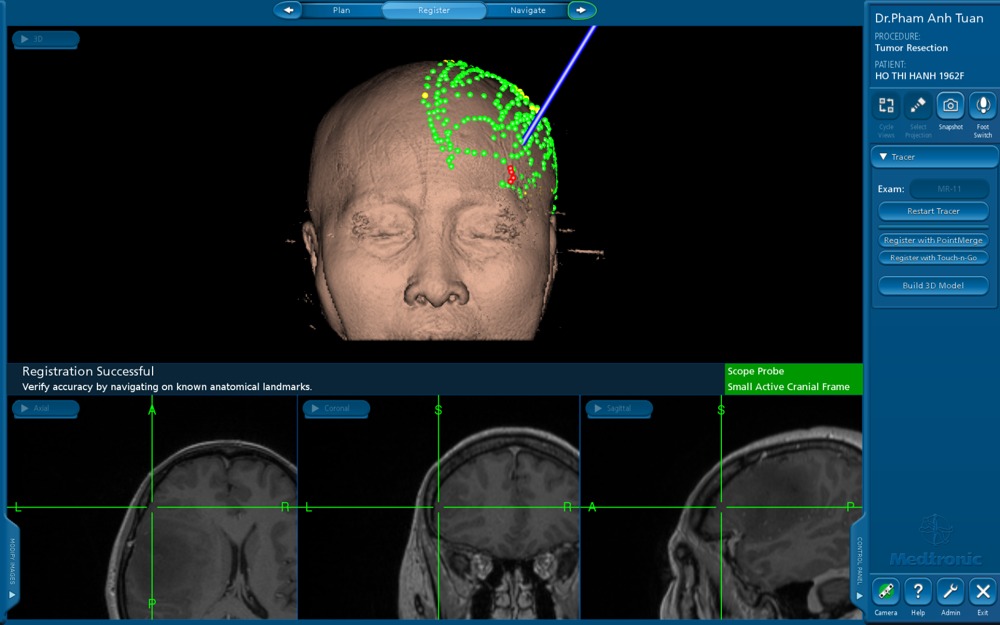 Plan
Register
Navigate
3D
Dr.Pham Anh Tuan
PROCEDURE:
Tumor Resection
PATIENT:
HO THI HANH 1962F
Cycle Views
Select Projection
Snapshot
Foot Switch
Tracer
Exam: MR-11
Restart Tracer
Register with PointMerge
Register with Touch-n-Go
Build 3D Model
Registration Successful
Verify accuracy by navigating on known anatomical landmarks.
Scope Probe
Small Active Cranial Frame
Axial
A
L
R
P
Coronal
S
L
R
Sagittal
S
A
P
MODIFY IMAGES
CONTROL PANEL
Medtronic
Camera
Help
Admin
Exit